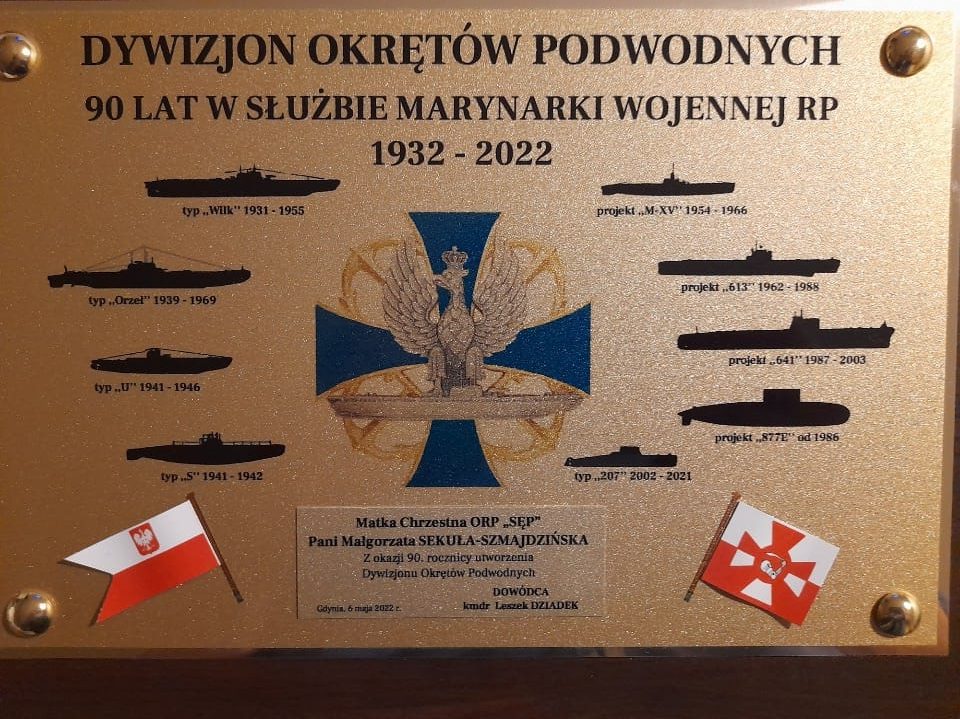 DYWIZJON OKRĘTÓW PODWODNYCH
90 LAT W SŁUŻBIE MARYNARKI WOJENNEJ RP
1932 - 2022
typ „Wilk" 1931 - 1955
typ „Orzeł" 1939 - 1969
typ „U" 1941 - 1946
typ „S" 1941 - 1942
projekt „M-XV" 1954 - 1966
projekt „613" 1962 - 1988
projekt „641" 1987 - 2003
projekt „877E" od 1986
typ „207" 2002 - 2021
Matka Chrzestna ORP „SĘP"
Pani Małgorzata SEKUŁA-SZMAJDZIŃSKA
Z okazji 90. rocznicy utworzenia
Dywizjonu Okrętów Podwodnych
DOWÓDCA
Gdynia, 6 maja 2022 r. kmdr Leszek DZIADEK